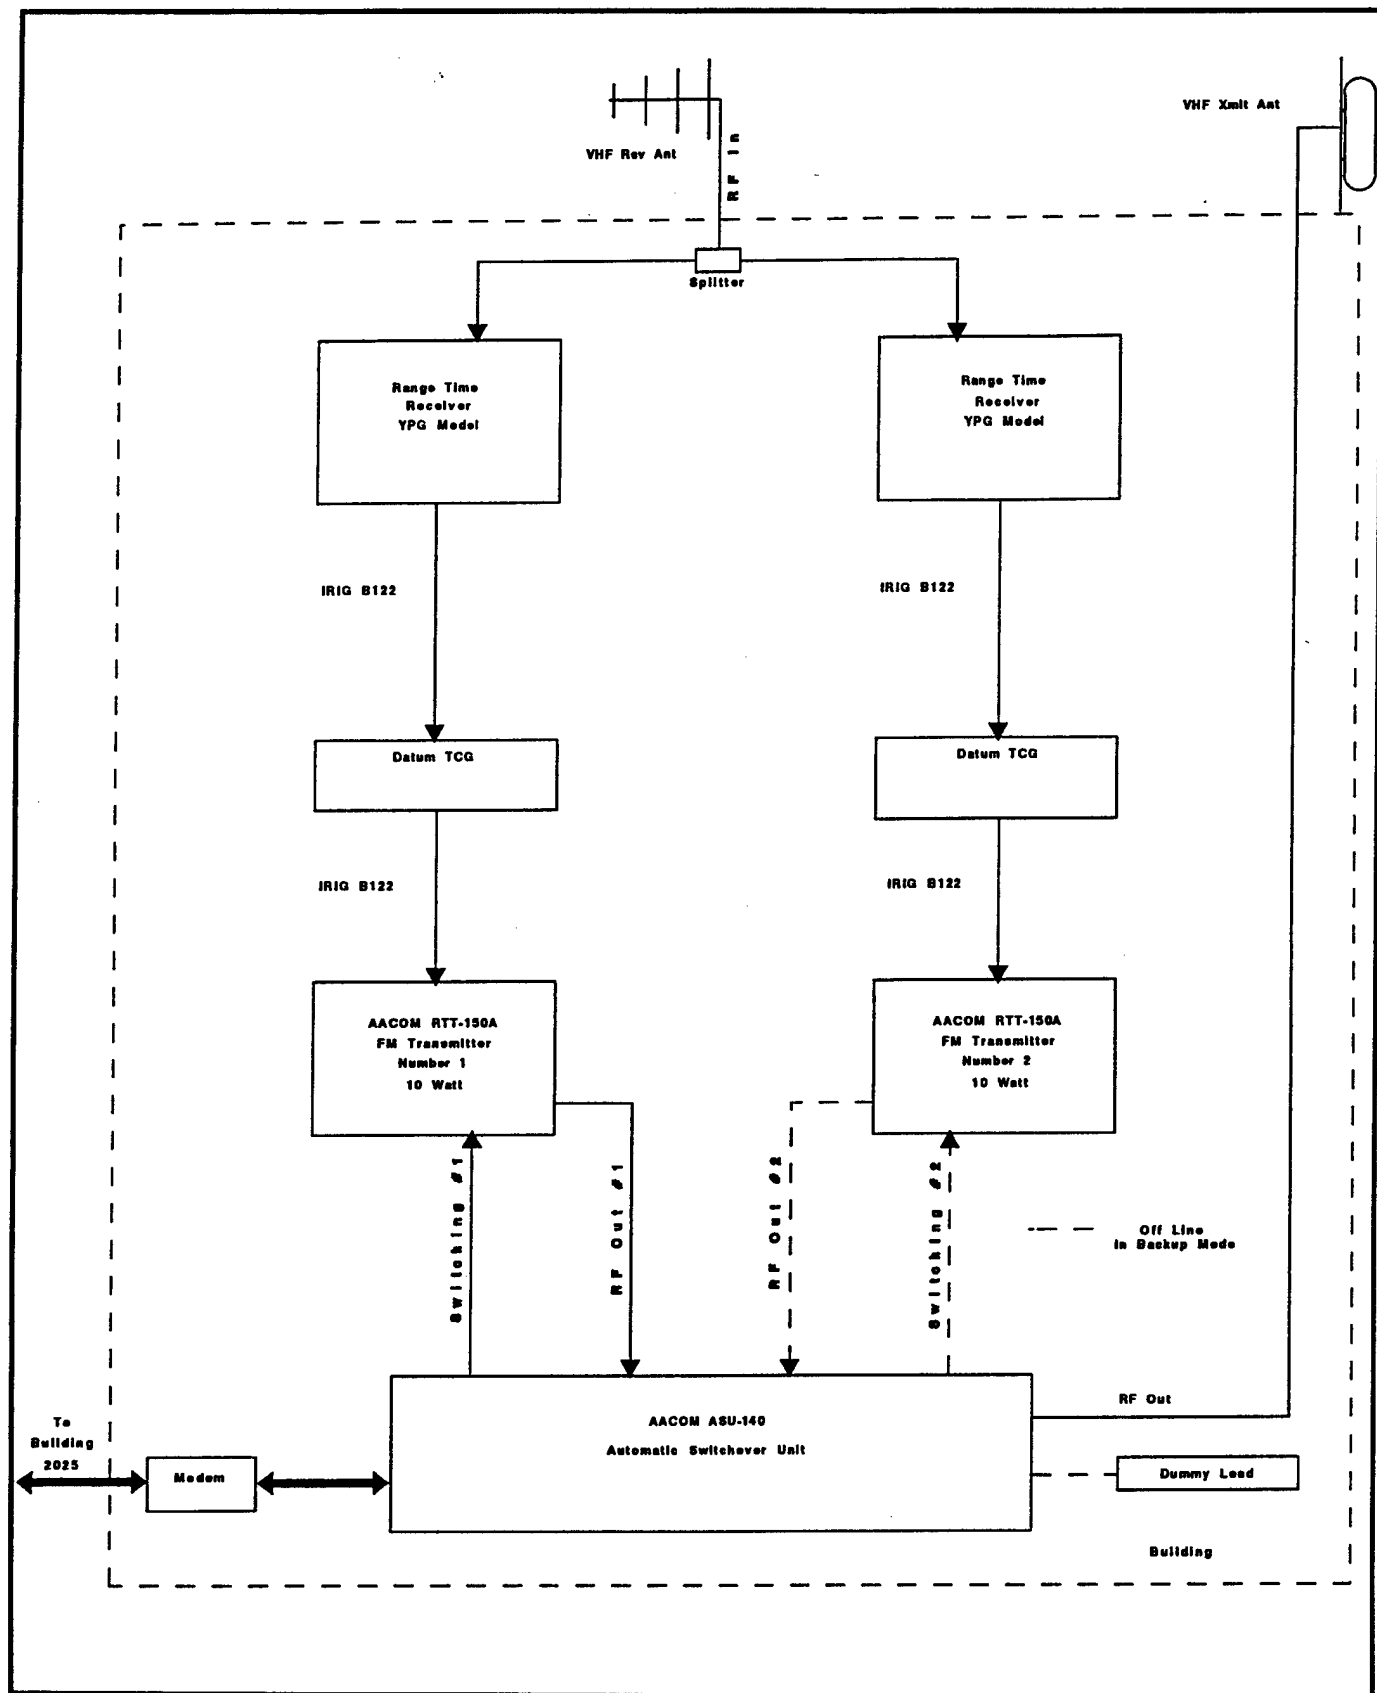 VHF Xmit Ant
VHF Rev Ant
RF In
Splitter
Range Time
Receiver
YPG Model
Range Time
Receiver
YPG Model
IRIG B122
IRIG B122
Datum TCG
Datum TCG
IRIG B122
IRIG B122
AACOM RTT-150A
FM Transmitter
Number 1
10 Watt
AACOM RTT-150A
FM Transmitter
Number 2
10 Watt
Switching #1
RF Out #1
RF Out #2
Switching #2
Off Line
in Backup Mode
RF Out
AACOM ASU-140
Automatic Switchover Unit
To
Building
2025
Modem
Dummy Load
Building